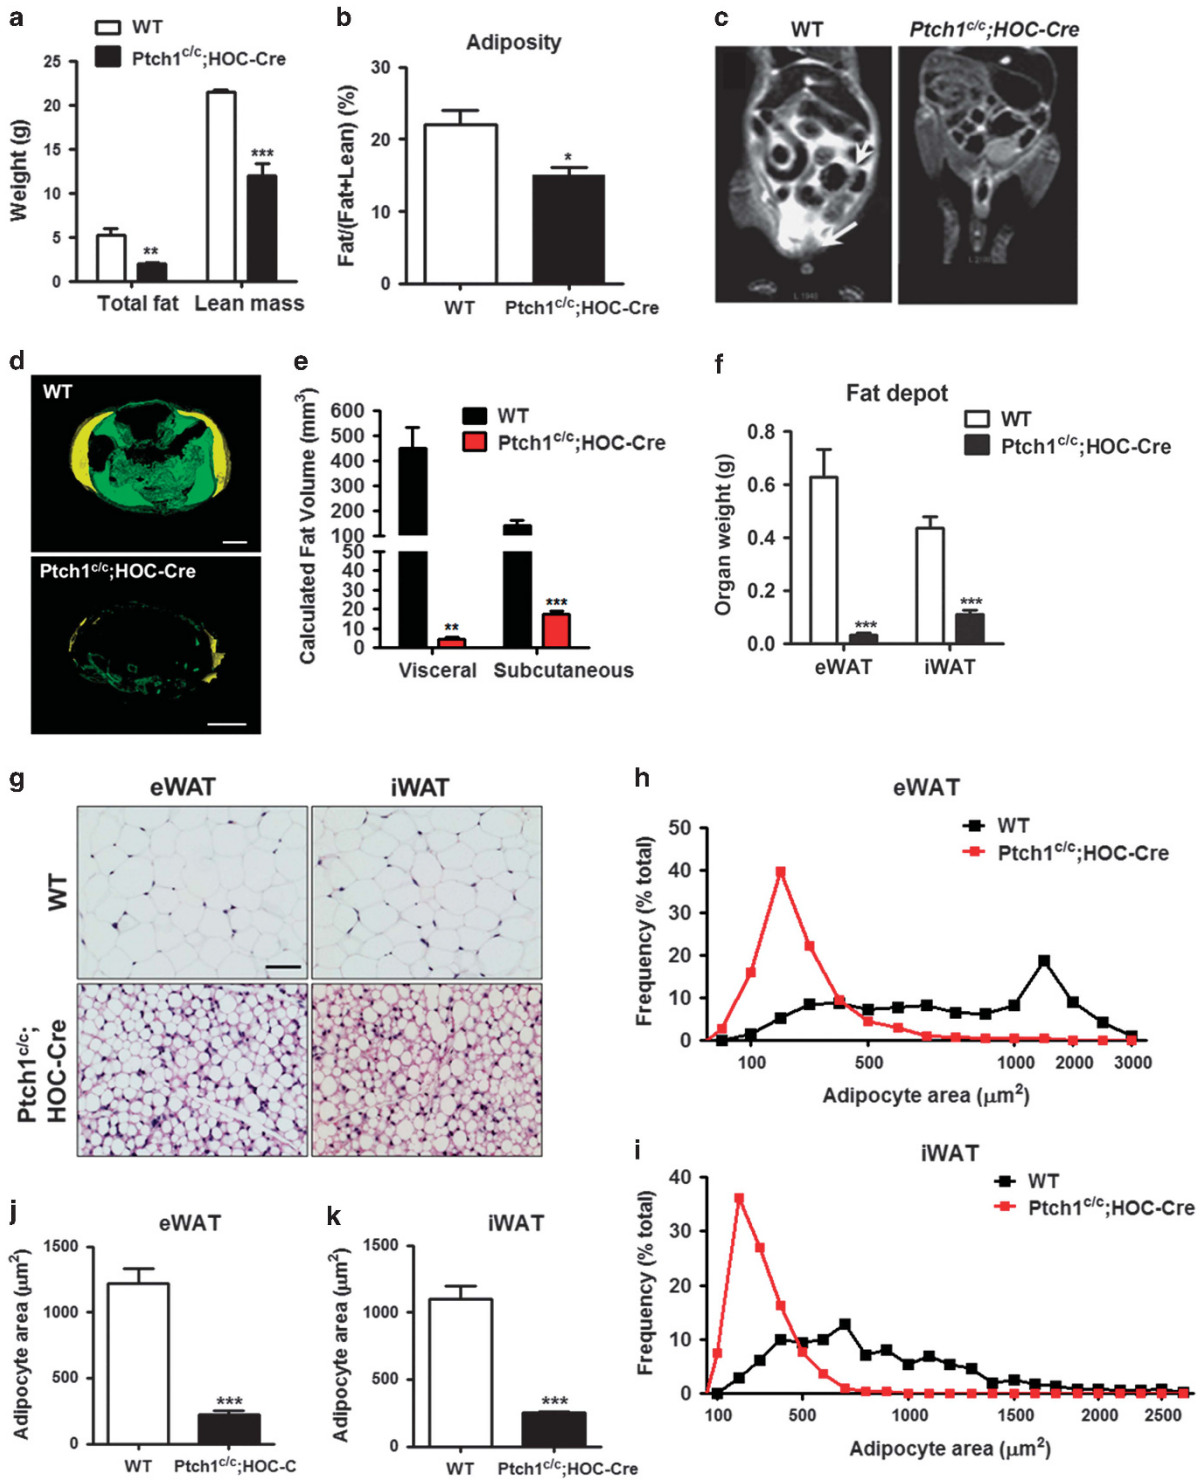 a
WT
Ptch1c/c;HOC-Cre
Weight (g)
25
20
15
10
5
0
***
**
Total fat
Lean mass
b
Adiposity
Fat/(Fat+Lean) (%)
30
20
10
0
*
WT
Ptch1c/c;HOC-Cre
c
WT
Ptch1c/c;HOC-Cre
d
WT
Ptch1c/c;HOC-Cre
e
Calculated Fat Volume (mm3)
600
500
400
300
200
100
50
40
30
20
10
0
WT
Ptch1c/c;HOC-Cre
**
***
Visceral
Subcutaneous
f
Fat depot
WT
Ptch1c/c;HOC-Cre
Organ weight (g)
0.8
0.6
0.4
0.2
0.0
***
***
eWAT
iWAT
g
eWAT
iWAT
WT
Ptch1c/c;
HOC-Cre
h
eWAT
WT
Ptch1c/c;HOC-Cre
Frequency (% total)
50
40
30
20
10
0
100
500
1000
2000
3000
Adipocyte area (μm2)
i
iWAT
WT
Ptch1c/c;HOC-Cre
Frequency (% total)
40
30
20
10
0
100
500
1000
1500
2000
2500
Adipocyte area (μm2)
j
eWAT
Adipocyte area (μm2)
1500
1000
500
0
***
WT
Ptch1c/c;HOC-C
k
iWAT
Adipocyte area (μm2)
1500
1000
500
0
***
WT
Ptch1c/c;HOC-Cre